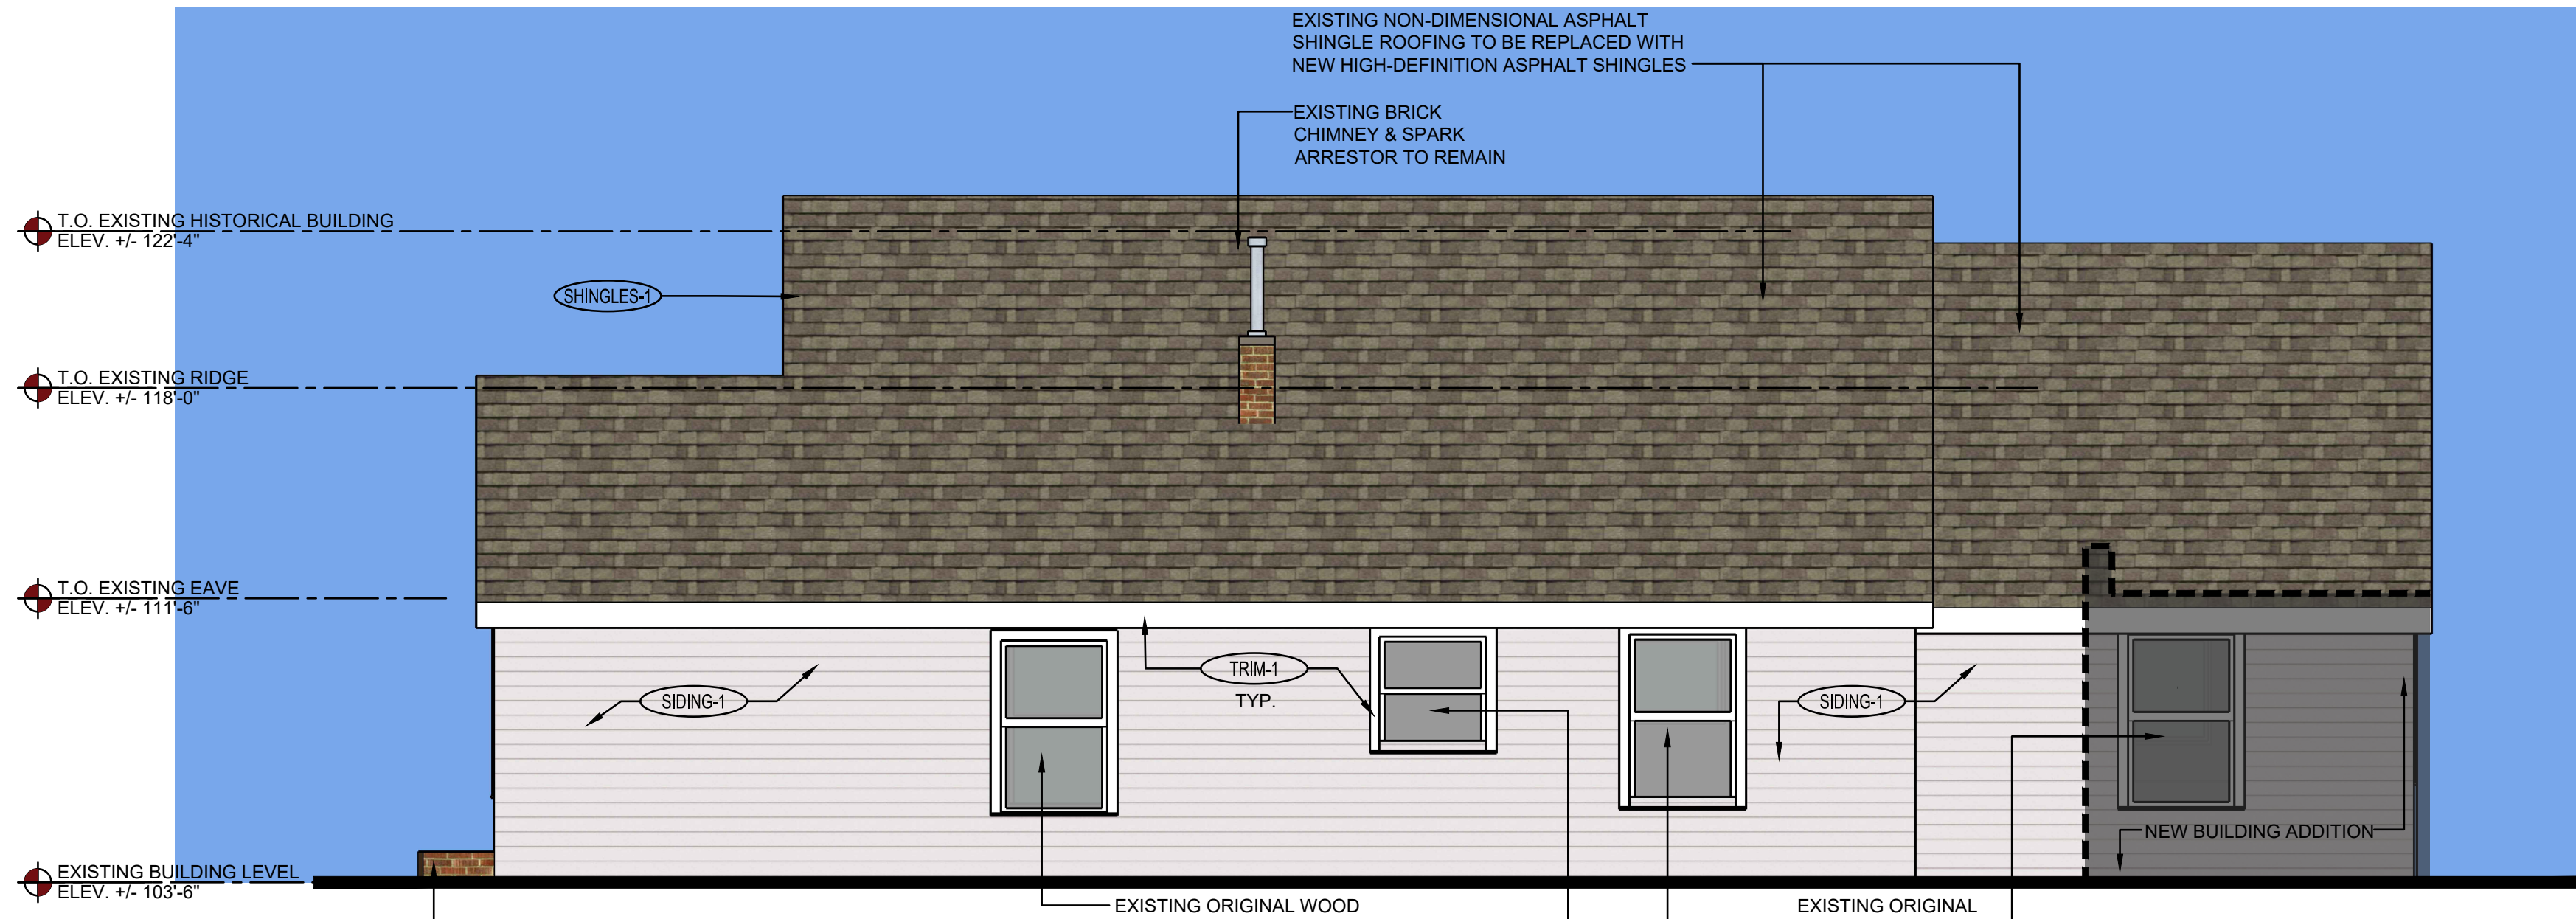 EXISTING NON-DIMENSIONAL ASPHALT
SHINGLE ROOFING TO BE REPLACED WITH
NEW HIGH-DEFINITION ASPHALT SHINGLES
EXISTING BRICK
CHIMNEY & SPARK
ARRESTOR TO REMAIN
T.O. EXISTING HISTORICAL BUILDING
ELEV. +/- 122'-4"
SHINGLES-1
T.O. EXISTING RIDGE
ELEV. +/- 118'-0"
T.O. EXISTING EAVE
ELEV. +/- 111'-6"
TRIM-1
TYP.
SIDING-1
SIDING-1
NEW BUILDING ADDITION
EXISTING BUILDING LEVEL
ELEV. +/- 103'-6"
EXISTING ORIGINAL WOOD
EXISTING ORIGINAL